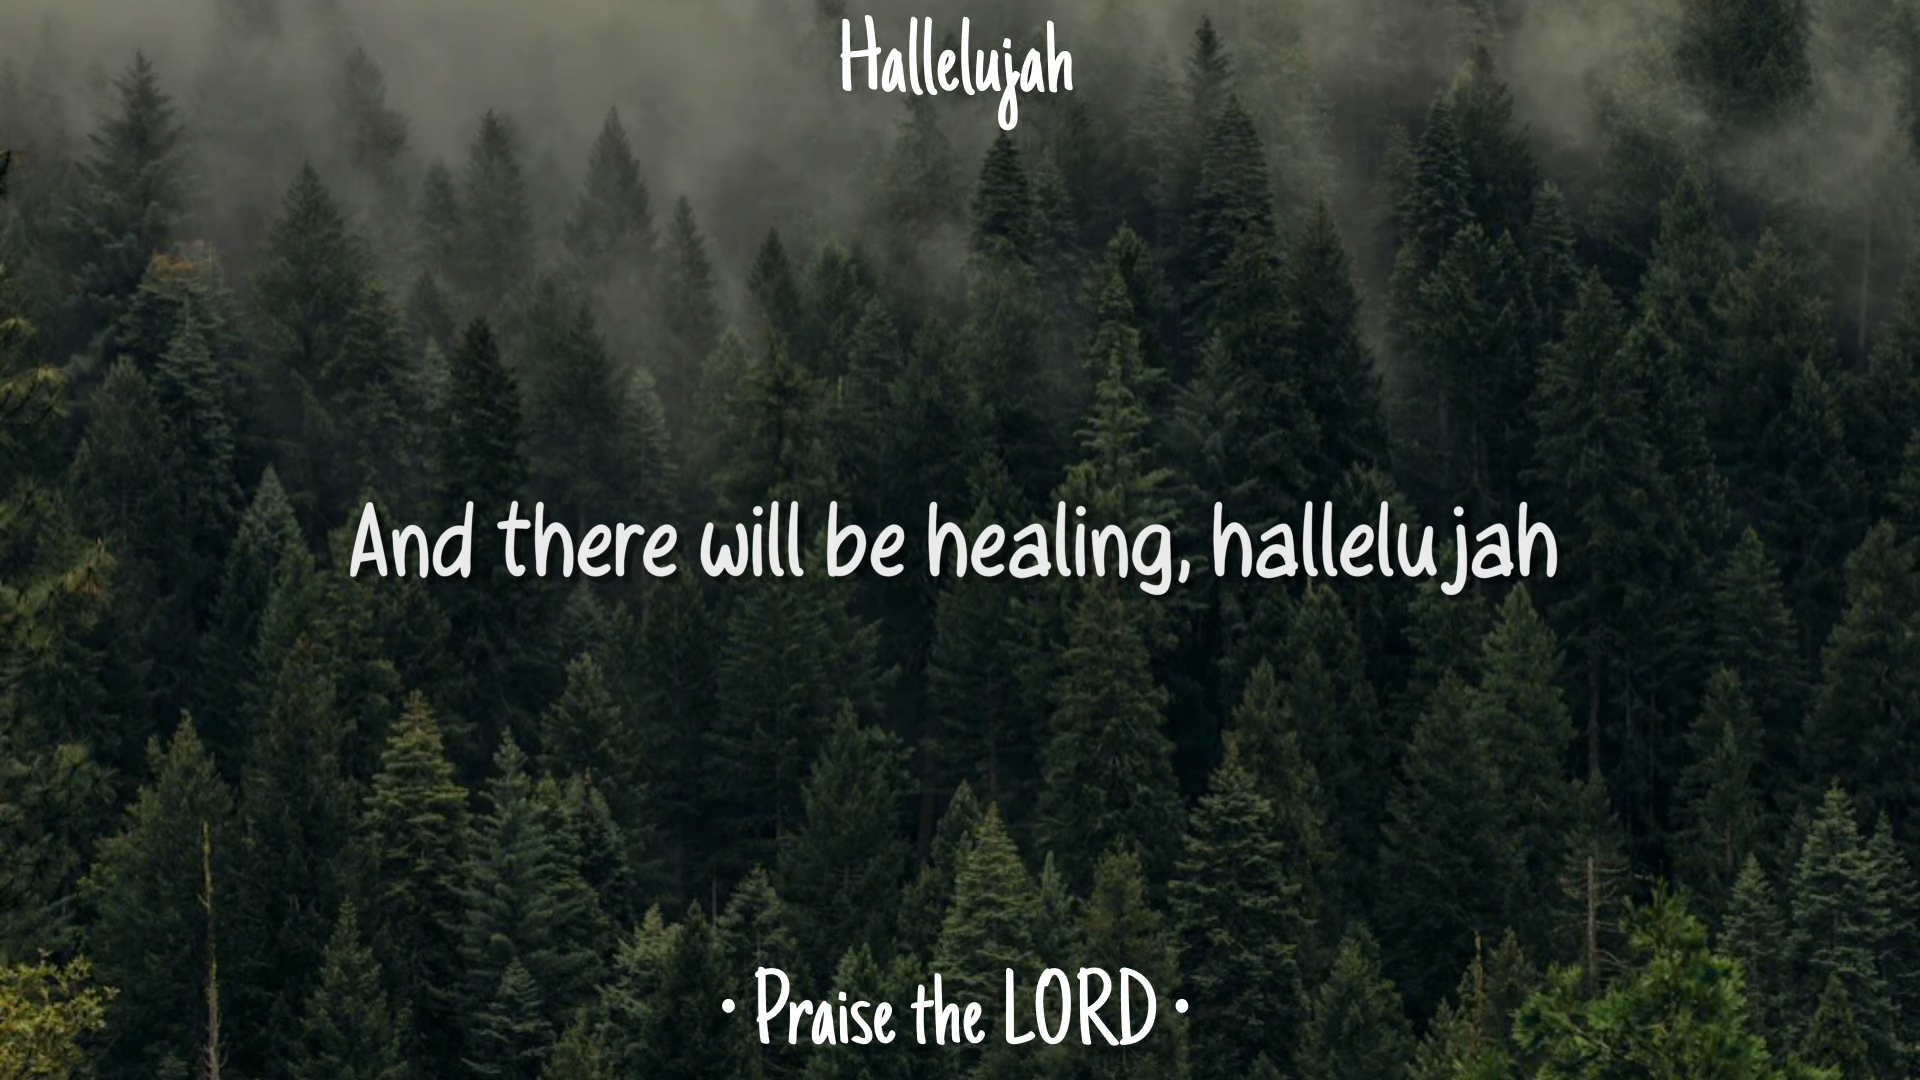 Hallelujah
And there will be healing, hallelujah
• Praise the LORD •